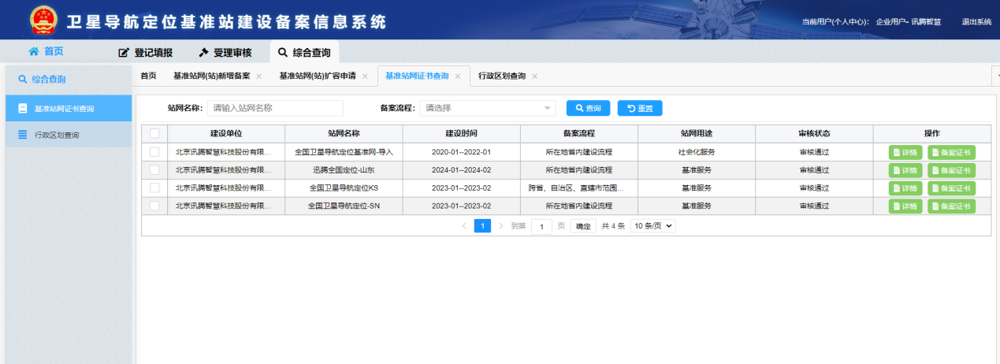 卫星导航定位基准站建设备案信息系统
当前用户(个人中心)： 企业用户- 讯腾智慧 退出系统
首页 登记填报 受理审核 综合查询
综合查询
基准站网证书查询
行政区划查询
首页 基准站网(站)新增备案 × 基准站网(站)扩容申请 × 基准站网证书查询 × 行政区划查询 ×
站网名称： 请输入站网名称 备案流程： 请选择 查询 重置
建设单位 站网名称 建设时间 备案流程 站网用途 审核状态 操作
北京讯腾智慧科技股份有限... 全国卫星导航定位基准网-导入 2020-01--2022-01 所在地省内建设流程 社会化服务 审核通过 详情 备案证书
北京讯腾智慧科技股份有限... 迅腾全国定位-山东 2024-01--2024-02 所在地省内建设流程 基准服务 审核通过 详情 备案证书
北京讯腾智慧科技股份有限... 全国卫星导航定位KS 2023-01--2023-02 跨省、自治区、直辖市范围... 基准服务 审核通过 详情 备案证书
北京讯腾智慧科技股份有限... 全国卫星导航定位-SN 2023-01--2023-02 所在地省内建设流程 基准服务 审核通过 详情 备案证书
< 1 > 到第 1 页 确定 共 4 条 10 条/页